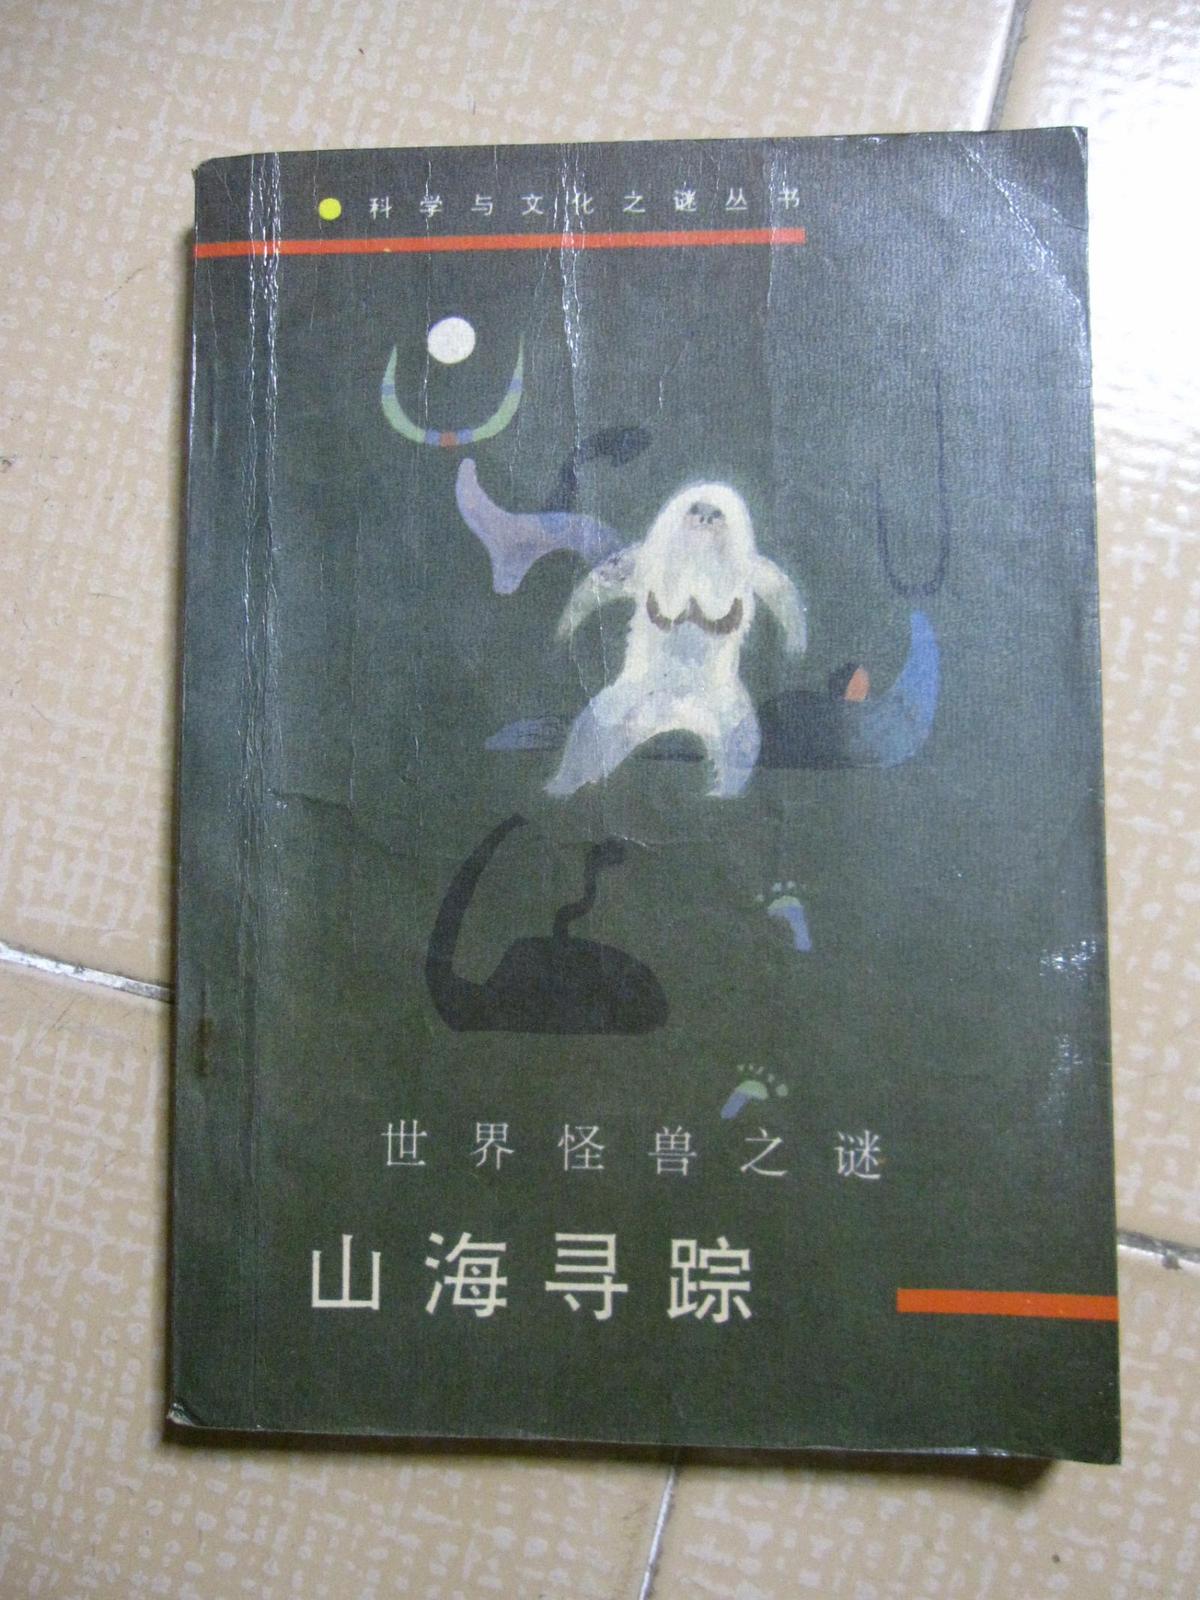 科学与文化之谜丛书
世界怪兽之谜
山海寻踪